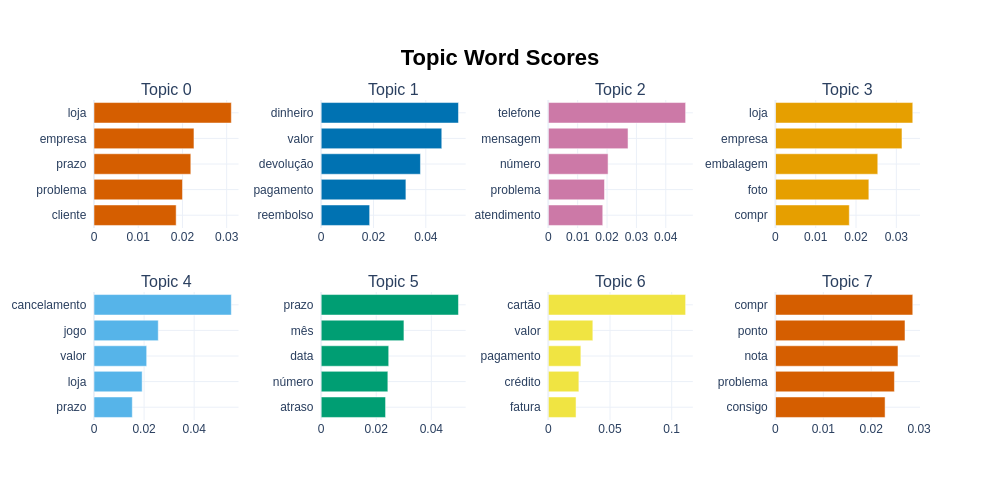 Topic Word Scores
Topic 0
loja
empresa
prazo
problema
cliente
0 0.01 0.02 0.03
Topic 1
dinheiro
valor
devolução
pagamento
reembolso
0 0.02 0.04
Topic 2
telefone
mensagem
número
problema
atendimento
0 0.01 0.02 0.03 0.04
Topic 3
loja
empresa
embalagem
foto
compr
0 0.01 0.02 0.03
Topic 4
cancelamento
jogo
valor
loja
prazo
0 0.02 0.04
Topic 5
prazo
mês
data
número
atraso
0 0.02 0.04
Topic 6
cartão
valor
pagamento
crédito
fatura
0 0.05 0.1
Topic 7
compr
ponto
nota
problema
consigo
0 0.01 0.02 0.03